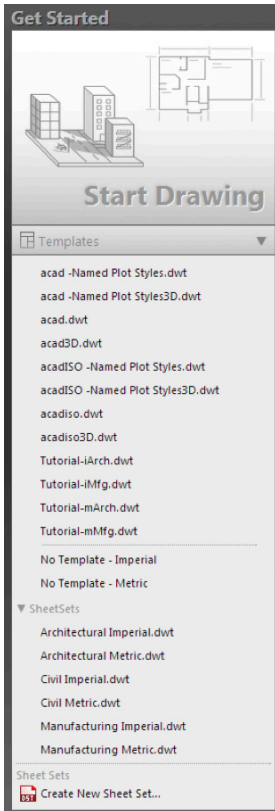 Get Started
Start Drawing
Templates
acad -Named Plot Styles.dwt
acad -Named Plot Styles3D.dwt
acad.dwt
acad3D.dwt
acadISO -Named Plot Styles.dwt
acadISO -Named Plot Styles3D.dwt
acadiso.dwt
acadiso3D.dwt
Tutorial-iArch.dwt
Tutorial-iMfg.dwt
Tutorial-mArch.dwt
Tutorial-mMfg.dwt
No Template - Imperial
No Template - Metric
SheetSets
Architectural Imperial.dwt
Architectural Metric.dwt
Civil Imperial.dwt
Civil Metric.dwt
Manufacturing Imperial.dwt
Manufacturing Metric.dwt
Sheet Sets
DST Create New Sheet Set...